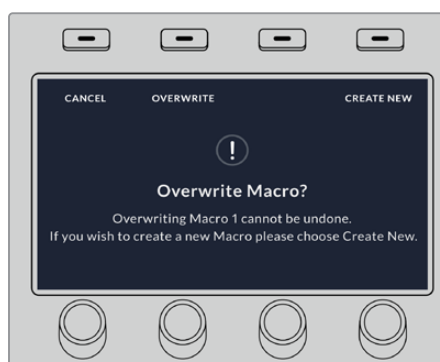 CANCEL OVERWRITE CREATE NEW
!
Overwrite Macro?
Overwriting Macro 1 cannot be undone.
If you wish to create a new Macro please choose Create New.